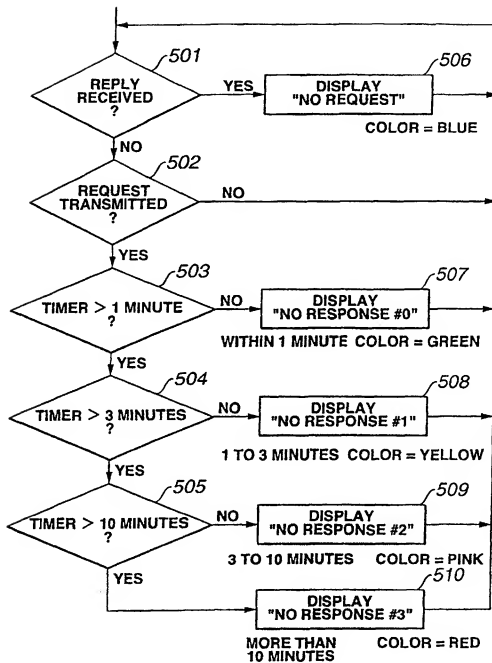 501
REPLY
RECEIVED
?
YES
DISPLAY
"NO REQUEST"
506
COLOR = BLUE
NO
502
REQUEST
TRANSMITTED
?
NO
YES
503
TIMER > 1 MINUTE
?
NO
DISPLAY
"NO RESPONSE #0"
507
WITHIN 1 MINUTE COLOR = GREEN
YES
504
TIMER > 3 MINUTES
?
NO
DISPLAY
"NO RESPONSE #1"
508
1 TO 3 MINUTES COLOR = YELLOW
YES
505
TIMER > 10 MINUTES
?
NO
DISPLAY
"NO RESPONSE #2"
509
3 TO 10 MINUTES COLOR = PINK
YES
510
DISPLAY
"NO RESPONSE #3"
MORE THAN COLOR = RED
10 MINUTES